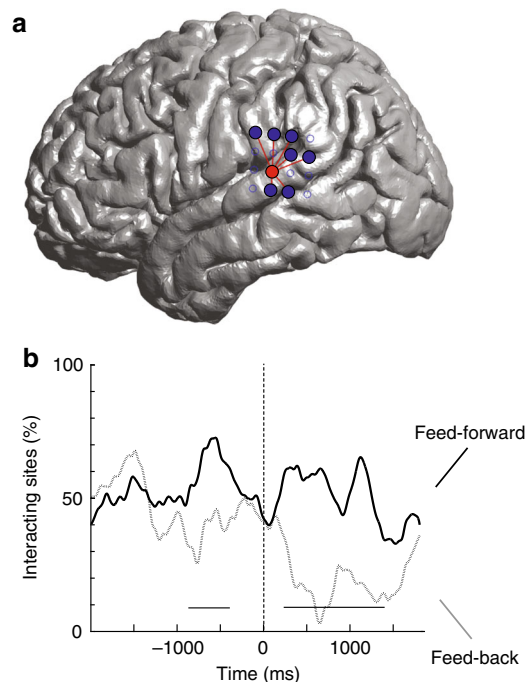 a
b
100
Feed-forward
Interacting sites (%)
50
0
Feed-back
−1000
0
1000
Time (ms)